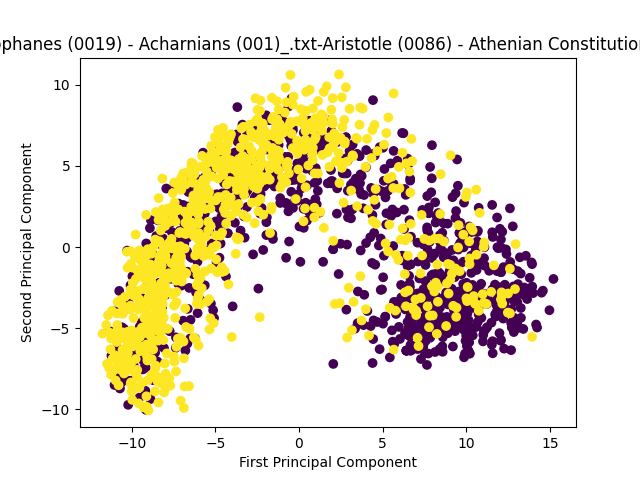 ophanes (0019) - Acharnians (001)_.txt-Aristotle (0086) - Athenian Constitution
10
5
0
−5
−10
Second Principal Component
−10 −5 0 5 10 15
First Principal Component